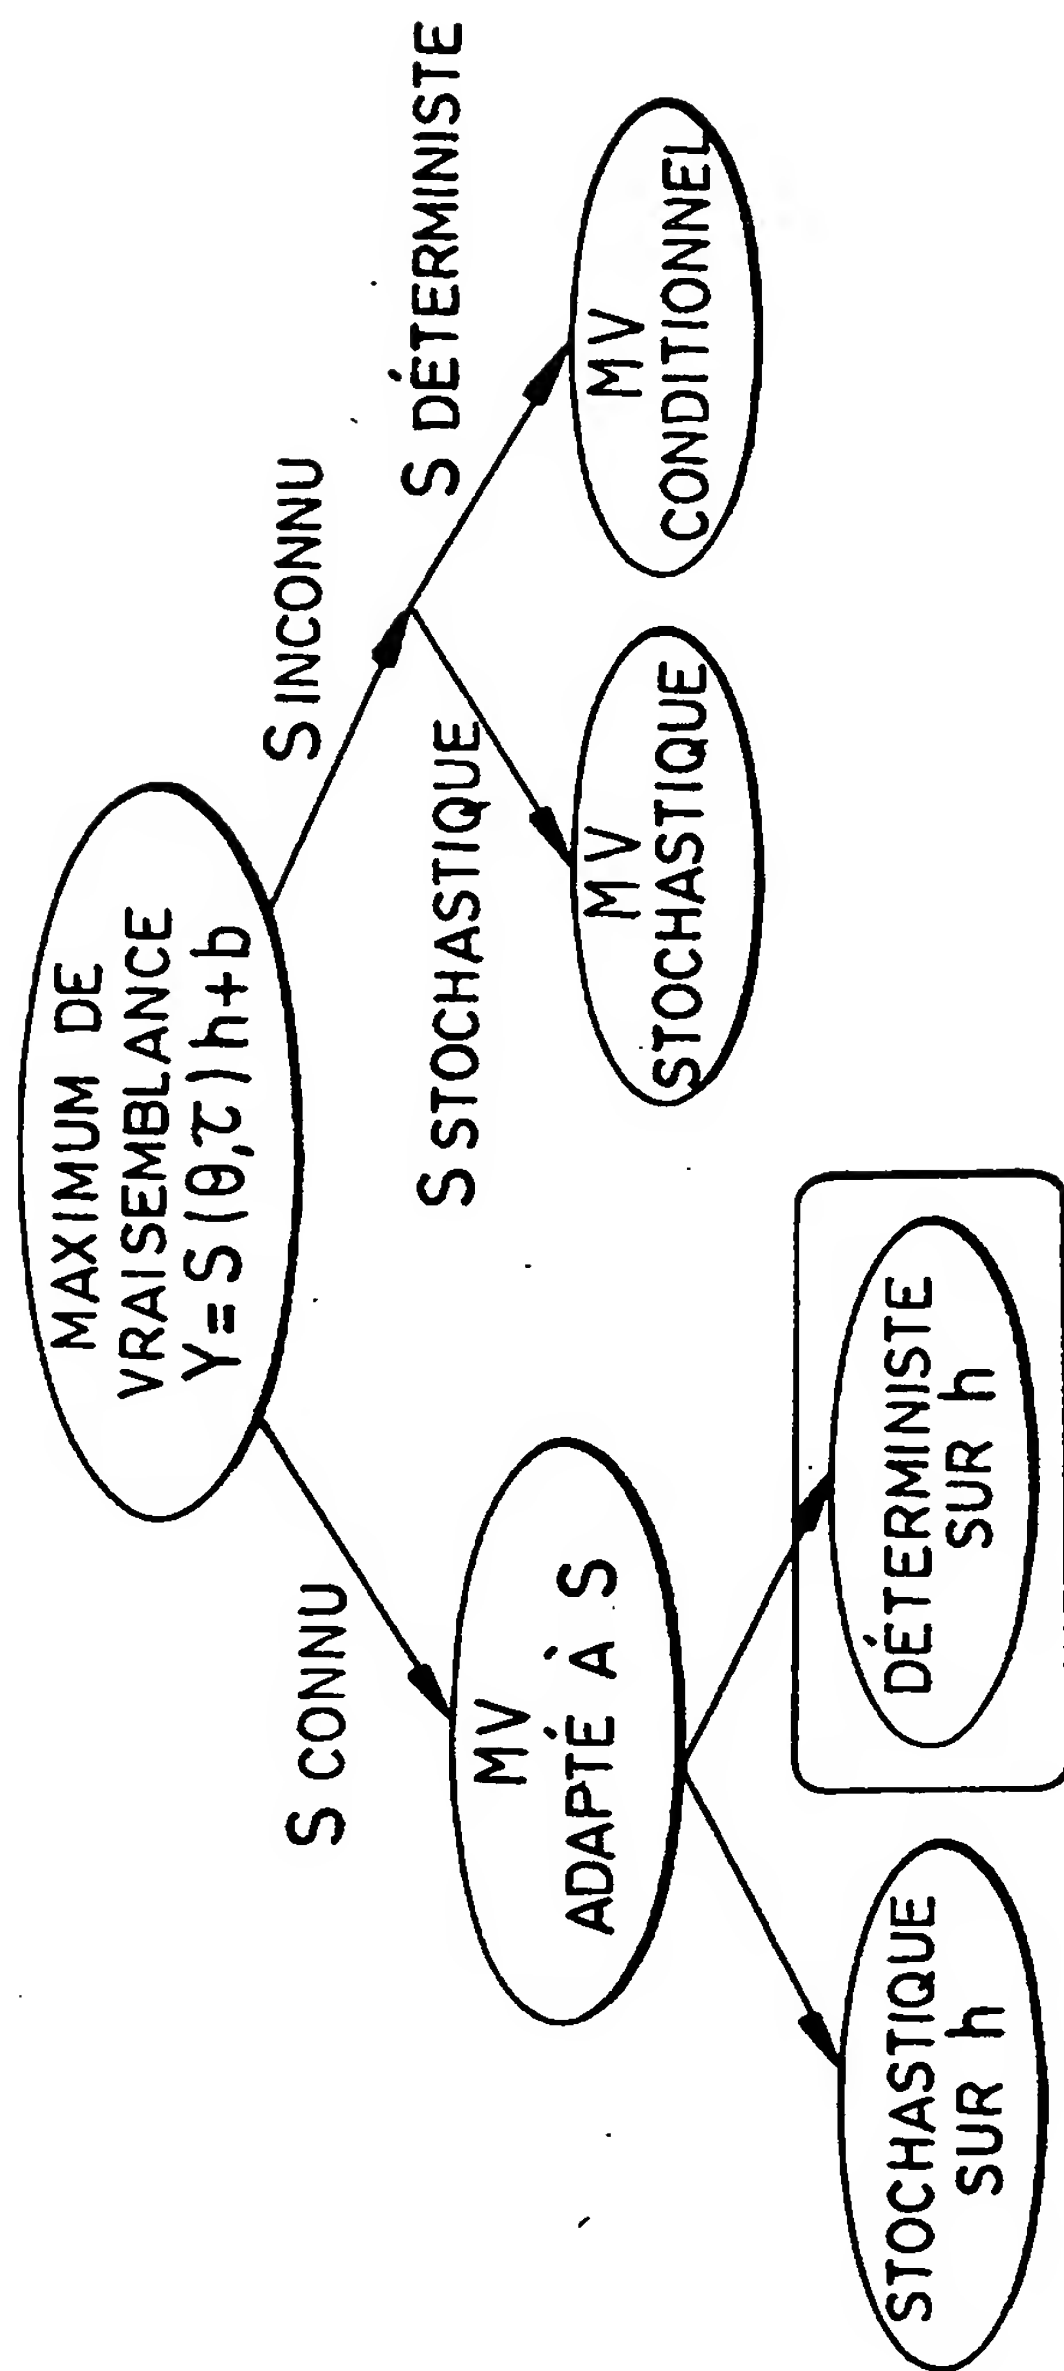 MAXIMUM DE
VRAISEMBLANCE
Y = S(θ,τ)h+b
S CONNU
S INCONNU
MV
ADAPTÉ À S
S STOCHASTIQUE
S DÉTERMINISTE
MV
STOCHASTIQUE
MV
CONDITIONNEL
STOCHASTIQUE
SUR h
DÉTERMINISTE
SUR h